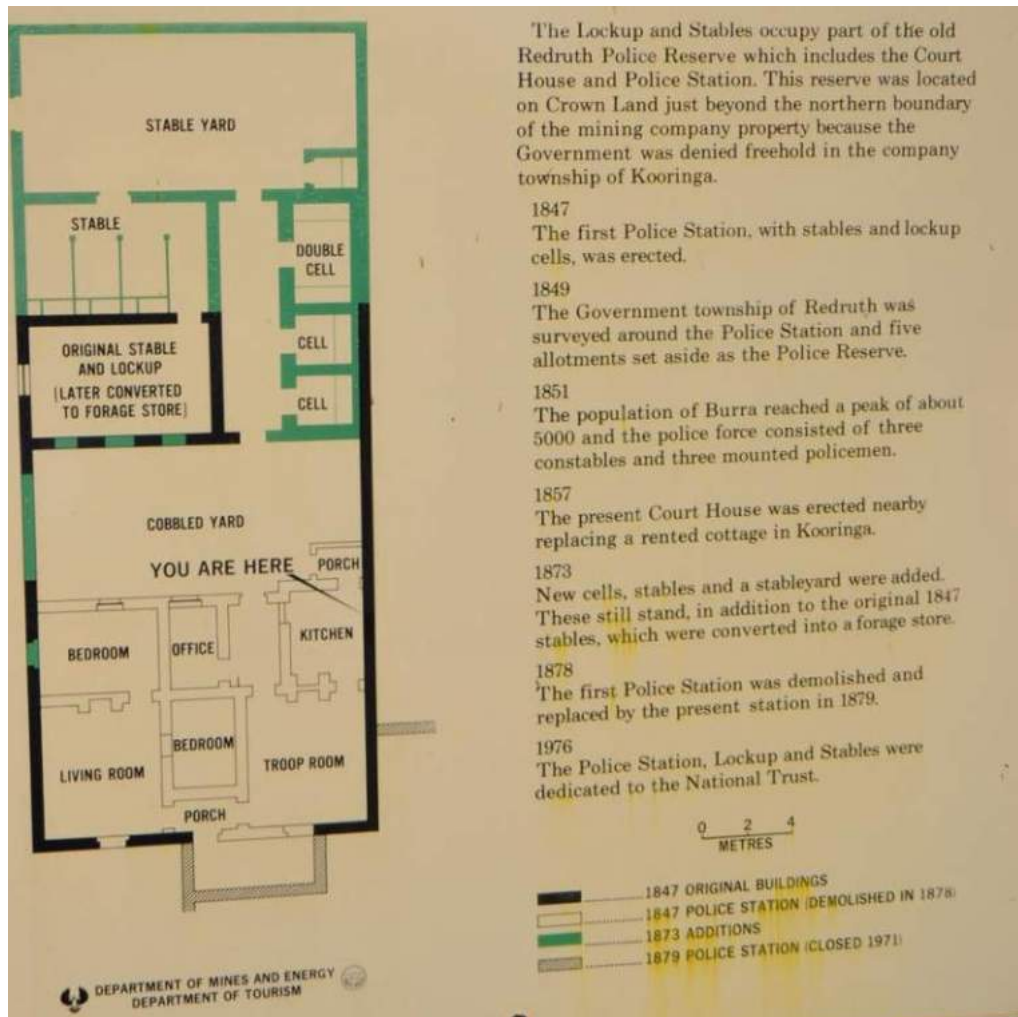 STABLE YARD
STABLE
DOUBLE
CELL
ORIGINAL STABLE
AND LOCKUP
(LATER CONVERTED
TO FORAGE STORE)
CELL
CELL
COBBLED YARD
YOU ARE HERE
PORCH
BEDROOM
OFFICE
KITCHEN
BEDROOM
LIVING ROOM
TROOP ROOM
PORCH
DEPARTMENT OF MINES AND ENERGY
DEPARTMENT OF TOURISM
The Lockup and Stables occupy part of the old
Redruth Police Reserve which includes the Court
House and Police Station. This reserve was located
on Crown Land just beyond the northern boundary
of the mining company property because the
Government was denied freehold in the company
township of Kooringa.
1847
The first Police Station, with stables and lockup
cells, was erected.
1849
The Government township of Redruth was
surveyed around the Police Station and five
allotments set aside as the Police Reserve.
1851
The population of Burra reached a peak of about
5000 and the police force consisted of three
constables and three mounted policemen.
1857
The present Court House was erected nearby
replacing a rented cottage in Kooringa.
1873
New cells, stables and a stableyard were added.
These still stand, in addition to the original 1847
stables, which were converted into a forage store.
1878
The first Police Station was demolished and
replaced by the present station in 1879.
1976
The Police Station, Lockup and Stables were
dedicated to the National Trust.
0 2 4
METRES
1847 ORIGINAL BUILDINGS
1847 POLICE STATION (DEMOLISHED IN 1878)
1873 ADDITIONS
1879 POLICE STATION (CLOSED 1971)